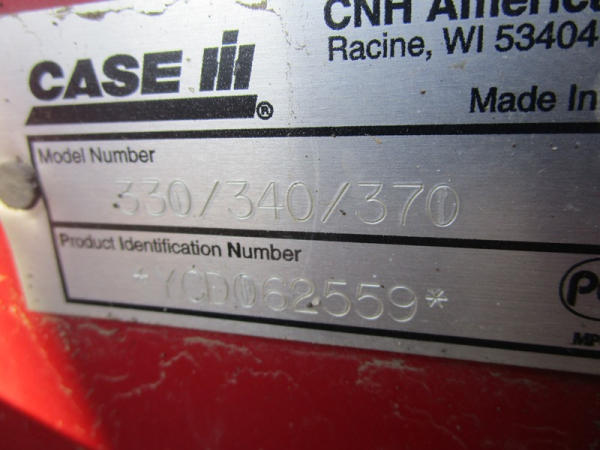 CASE IH®
CNH America
Racine, WI 53404
Made In
Model Number
330/340/370
Product Identification Number
*YCD062559*